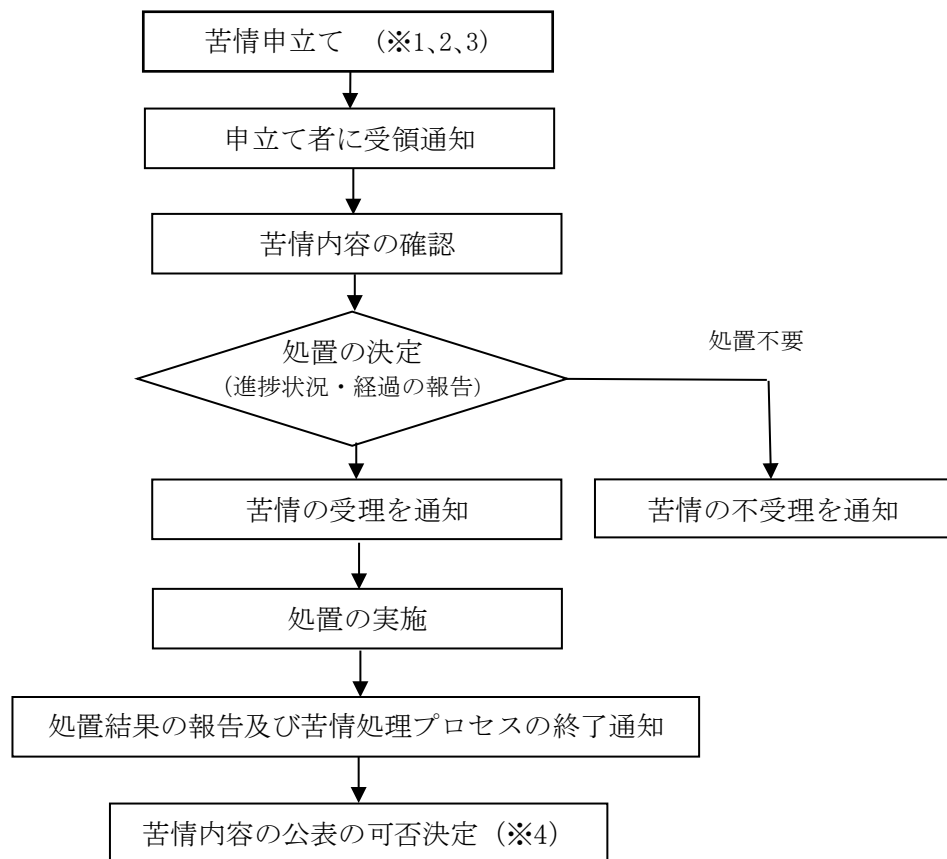 苦情申立て　(※1、2、3)
申立て者に受領通知
苦情内容の確認
処置の決定
(進捗状況・経過の報告)
処置不要
苦情の受理を通知
苦情の不受理を通知
処置の実施
処置結果の報告及び苦情処理プロセスの終了通知
苦情内容の公表の可否決定（※4）